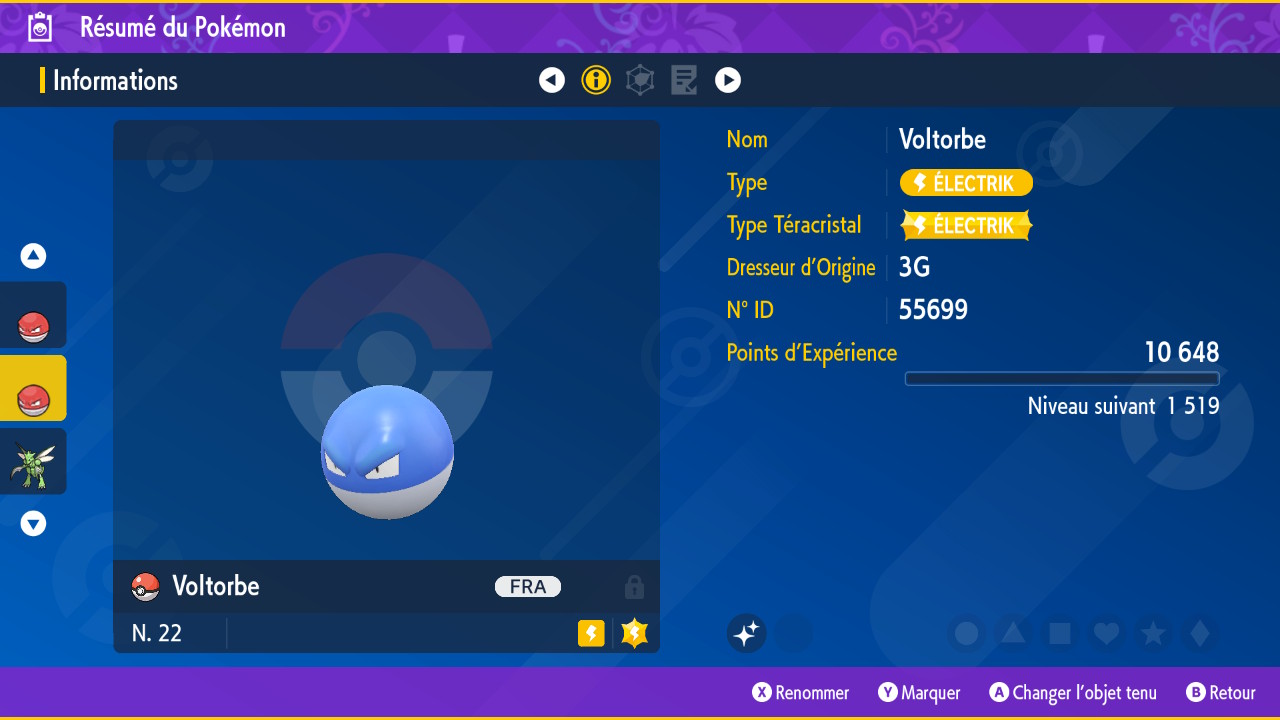 Résumé du Pokémon
Informations
Nom Voltorbe
Type ÉLECTRIK
Type Téracristal ÉLECTRIK
Dresseur d'Origine 3G
N° ID 55699
Points d'Expérience 10 648
Niveau suivant 1 519
Voltorbe FRA
N. 22
X Renommer Y Marquer A Changer l'objet tenu B Retour